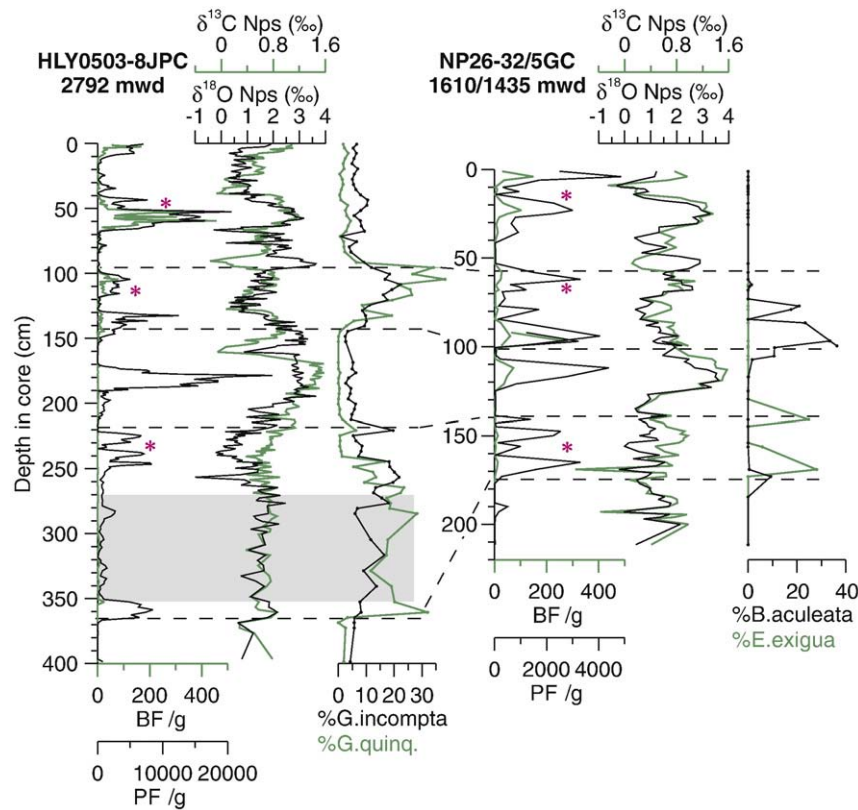 δ13C Nps (‰)
0 0.8 1.6
HLY0503-8JPC
2792 mwd
δ18O Nps (‰)
-1 0 1 2 3 4
Depth in core (cm)
0
50
100
150
200
250
300
350
400
*
*
*
0 200 400
BF /g
0 10000 20000
PF /g
0 10 20 30
%G.incompta
%G.quinq.
δ13C Nps (‰)
0 0.8 1.6
NP26-32/5GC
1610/1435 mwd
δ18O Nps (‰)
-1 0 1 2 3 4
0
50
100
150
200
*
*
*
0 200 400
BF /g
0 2000 4000
PF /g
0 20 40
%B.aculeata
%E.exigua